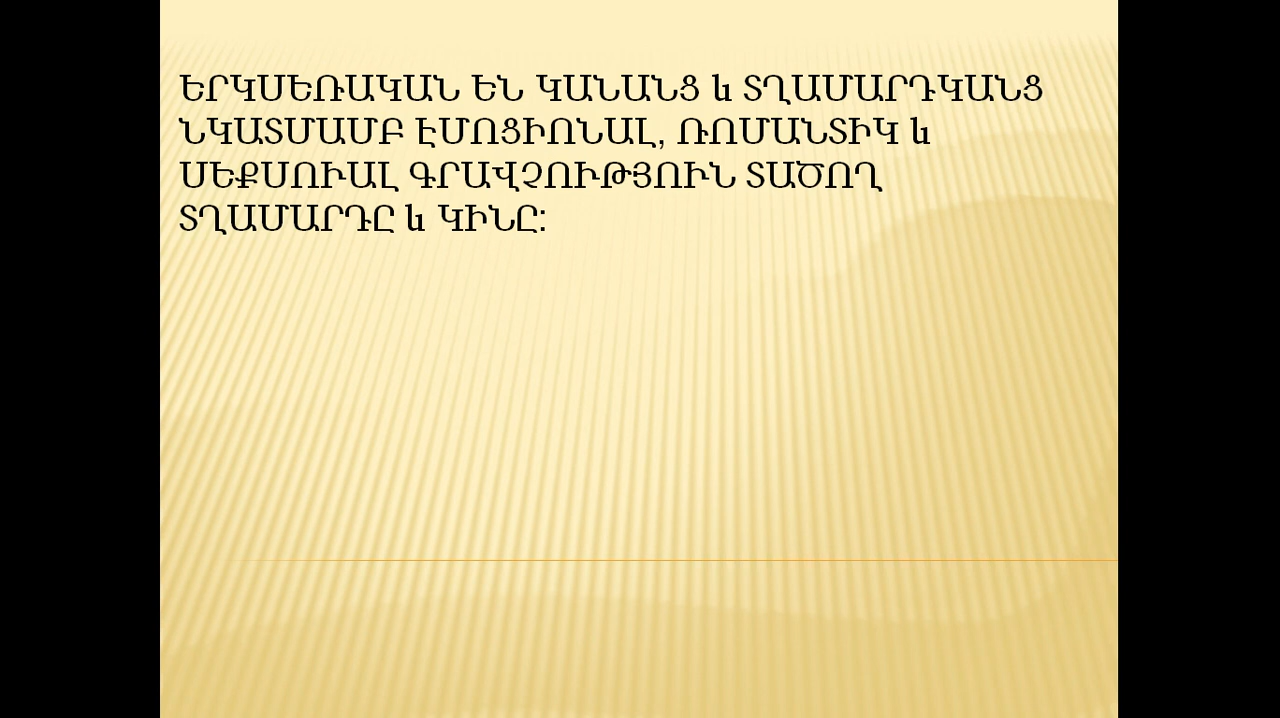 ԵՐԿՍԵՌԱԿԱՆ ԵՆ ԿԱՆԱՆՑ և ՏՂԱՄԱՐԴԿԱՆՑ
ՆԿԱՏՄԱՄԲ ԷՄՈՑԻՈՆԱԼ, ՌՈՄԱՆՏԻԿ և
ՍԵՔՍՈՒԱԼ ԳՐԱՎՉՈՒԹՅՈՒՆ ՏԱԾՈՂ
ՏՂԱՄԱՐԴԸ և ԿԻՆԸ: